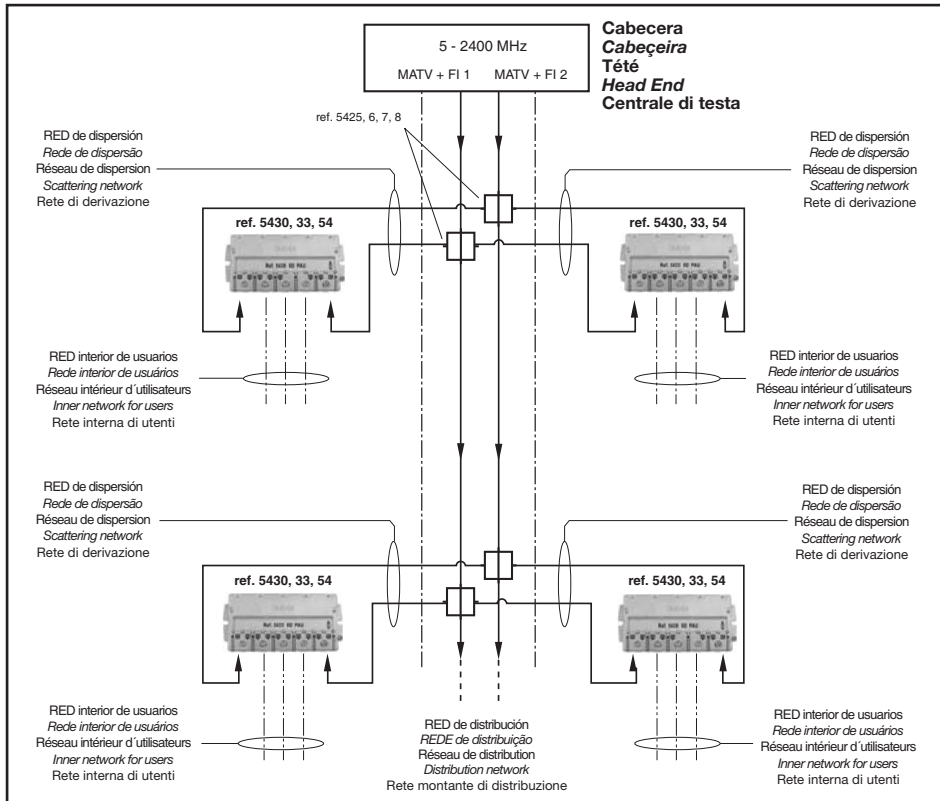 Cabecera
Cabeçeira
Tété
Head End
Centrale di testa
5 - 2400 MHz
MATV + FI 1 MATV + FI 2
ref. 5425, 6, 7, 8
RED de dispersión
Rede de dispersão
Réseau de dispersion
Scattering network
Rete di derivazione
RED de dispersión
Rede de dispersão
Réseau de dispersion
Scattering network
Rete di derivazione
ref. 5430, 33, 54
ref. 5430, 33, 54
RED interior de usuarios
Rede interior de usuários
Réseau intérieur d´utilisateurs
Inner network for users
Rete interna di utenti
RED interior de usuarios
Rede interior de usuários
Réseau intérieur d´utilisateurs
Inner network for users
Rete interna di utenti
RED de dispersión
Rede de dispersão
Réseau de dispersion
Scattering network
Rete di derivazione
RED de dispersión
Rede de dispersão
Réseau de dispersion
Scattering network
Rete di derivazione
ref. 5430, 33, 54
ref. 5430, 33, 54
RED interior de usuarios
Rede interior de usuários
Réseau intérieur d´utilisateurs
Inner network for users
Rete interna di utenti
RED de distribución
REDE de distribuição
Réseau de distribution
Distribution network
Rete montante di distribuzione
RED interior de usuarios
Rede interior de usuários
Réseau intérieur d´utilisateurs
Inner network for users
Rete interna di utenti